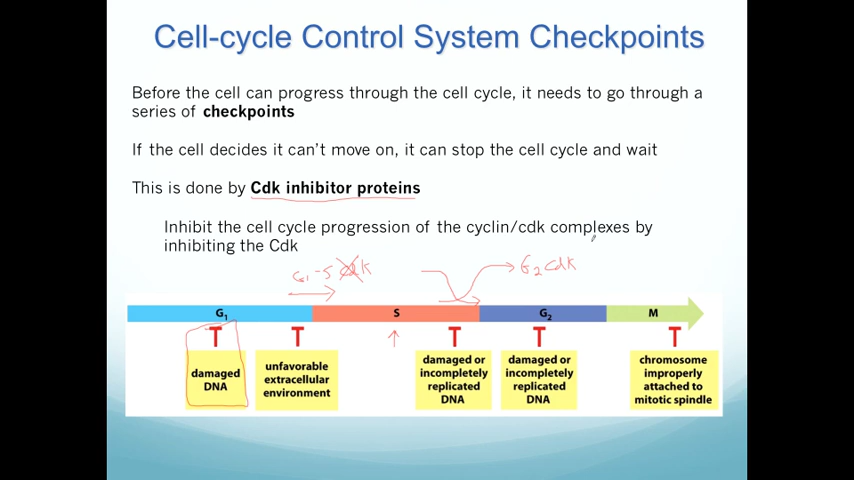 Cell-cycle Control System Checkpoints
Before the cell can progress through the cell cycle, it needs to go through a
series of checkpoints
If the cell decides it can't move on, it can stop the cell cycle and wait
This is done by Cdk inhibitor proteins
Inhibit the cell cycle progression of the cyclin/cdk complexes by
inhibiting the Cdk
G1-S Cdk
G2 Cdk
G1
S
G2
M
damaged
DNA
unfavorable
extracellular
environment
damaged or
incompletely
replicated
DNA
damaged or
incompletely
replicated
DNA
chromosome
improperly
attached to
mitotic spindle